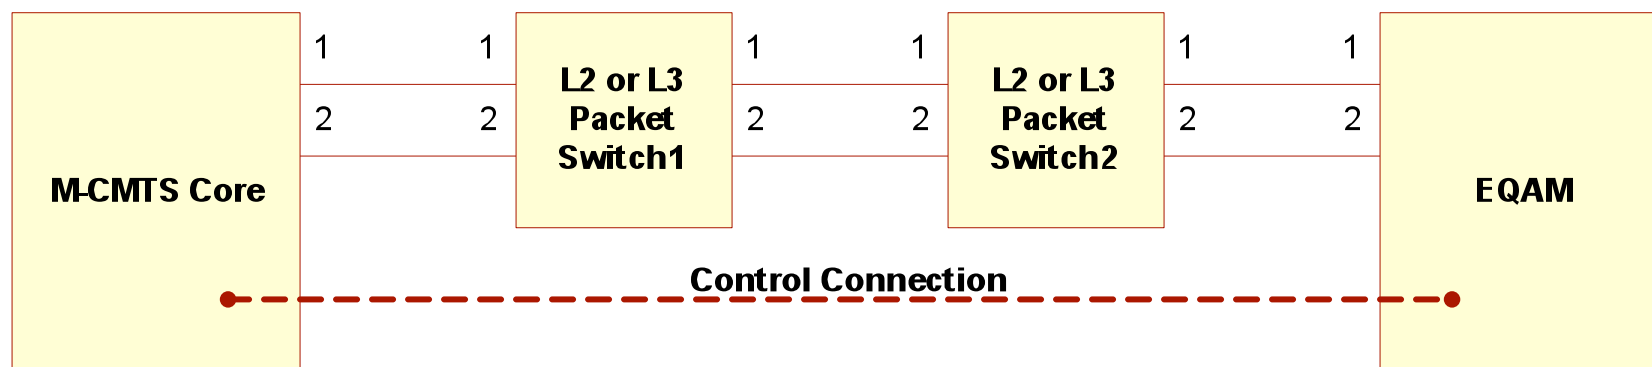 1 1 1 1 1 1
L2 or L3
Packet
Switch1
L2 or L3
Packet
Switch2
2 2 2 2 2 2
M-CMTS Core
EQAM
Control Connection